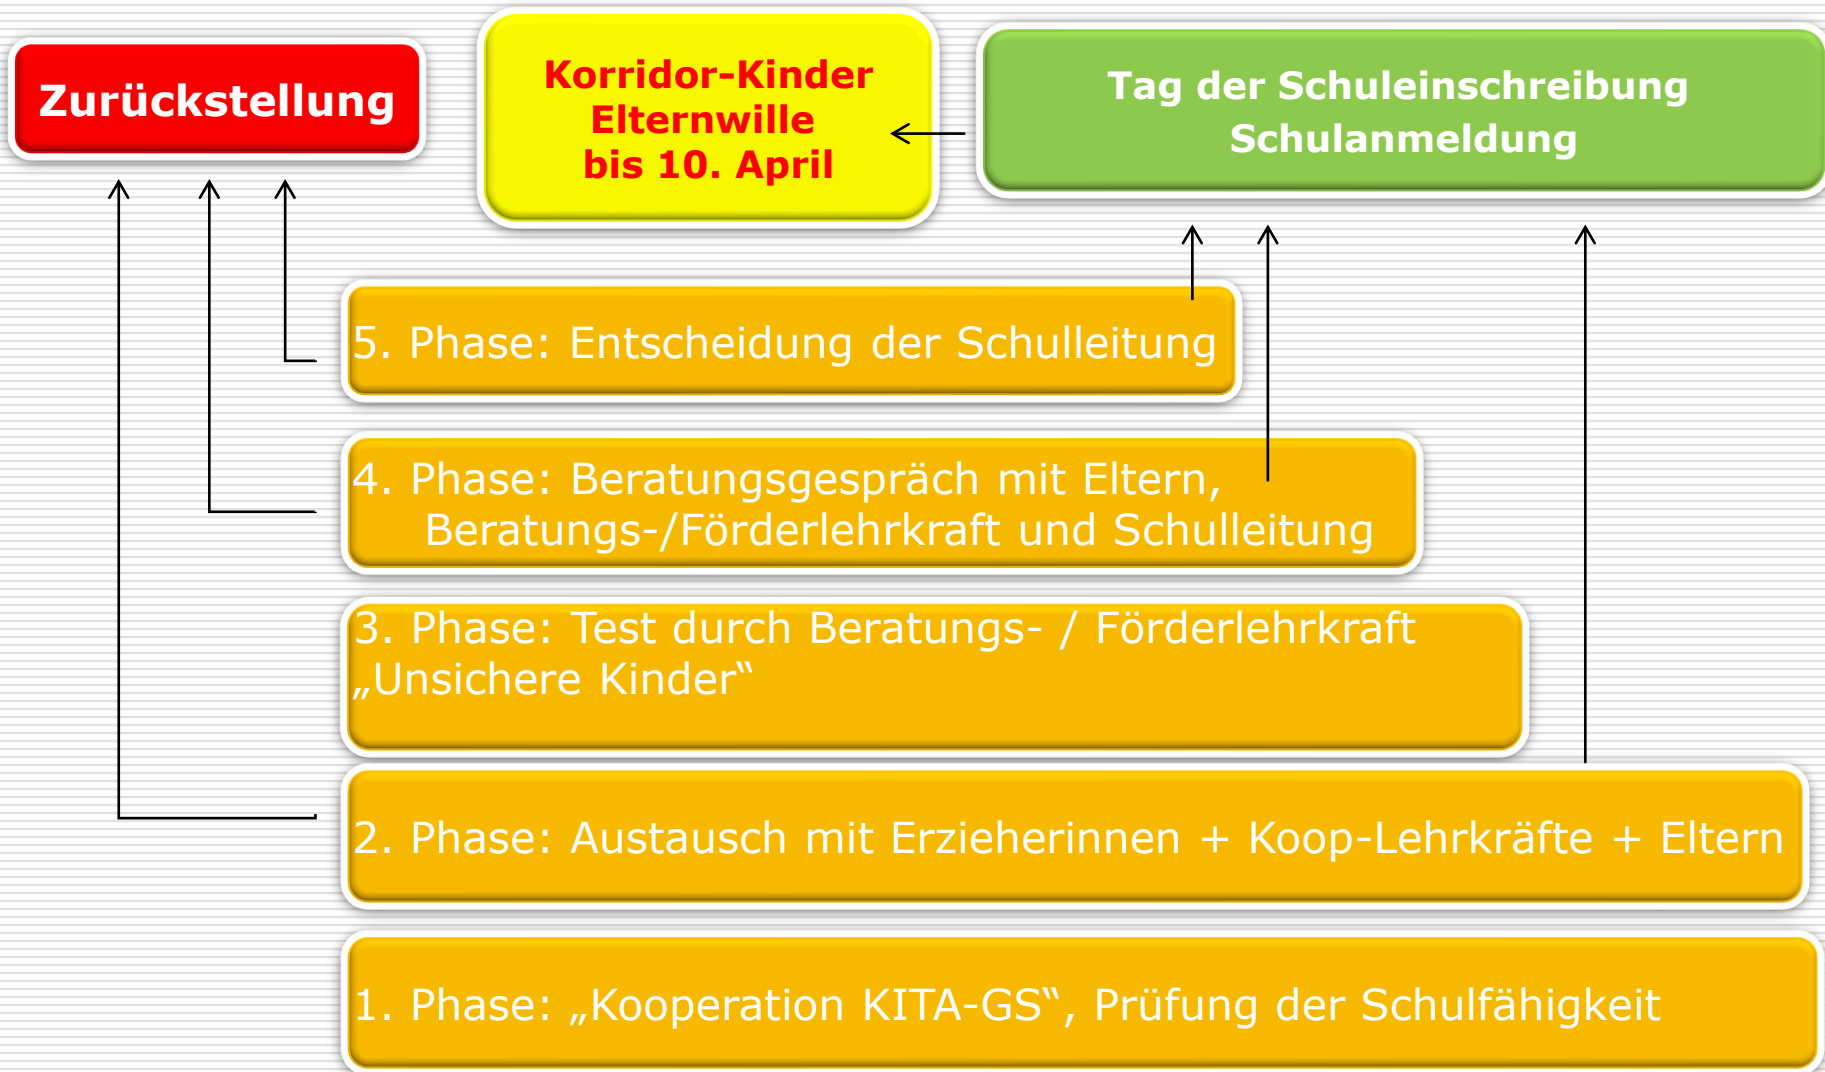 Zurückstellung
Korridor-Kinder
Elternwille
bis 10. April
Tag der Schuleinschreibung
Schulanmeldung
5. Phase: Entscheidung der Schulleitung
4. Phase: Beratungsgespräch mit Eltern,
Beratungs-/Förderlehrkraft und Schulleitung
3. Phase: Test durch Beratungs- / Förderlehrkraft
„Unsichere Kinder“
2. Phase: Austausch mit Erzieherinnen + Koop-Lehrkräfte + Eltern
1. Phase: „Kooperation KITA-GS“, Prüfung der Schulfähigkeit